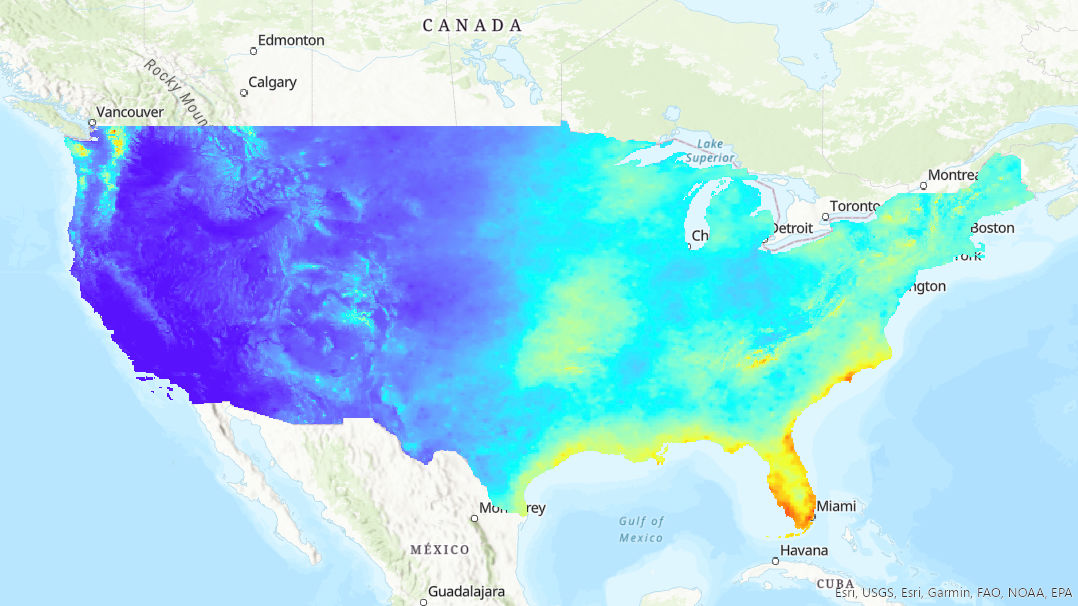 CANADA
Edmonton
Rocky Moun
Calgary
Vancouver
Lake
Superior
Montrea
Toronto
Ch
Detroit
Boston
York
ngton
Miami
Gulf of
Mexico
Mon rey
MÉXICO
Havana
CUBA
Guadalajara
Esri, USGS, Esri, Garmin, FAO, NOAA, EPA